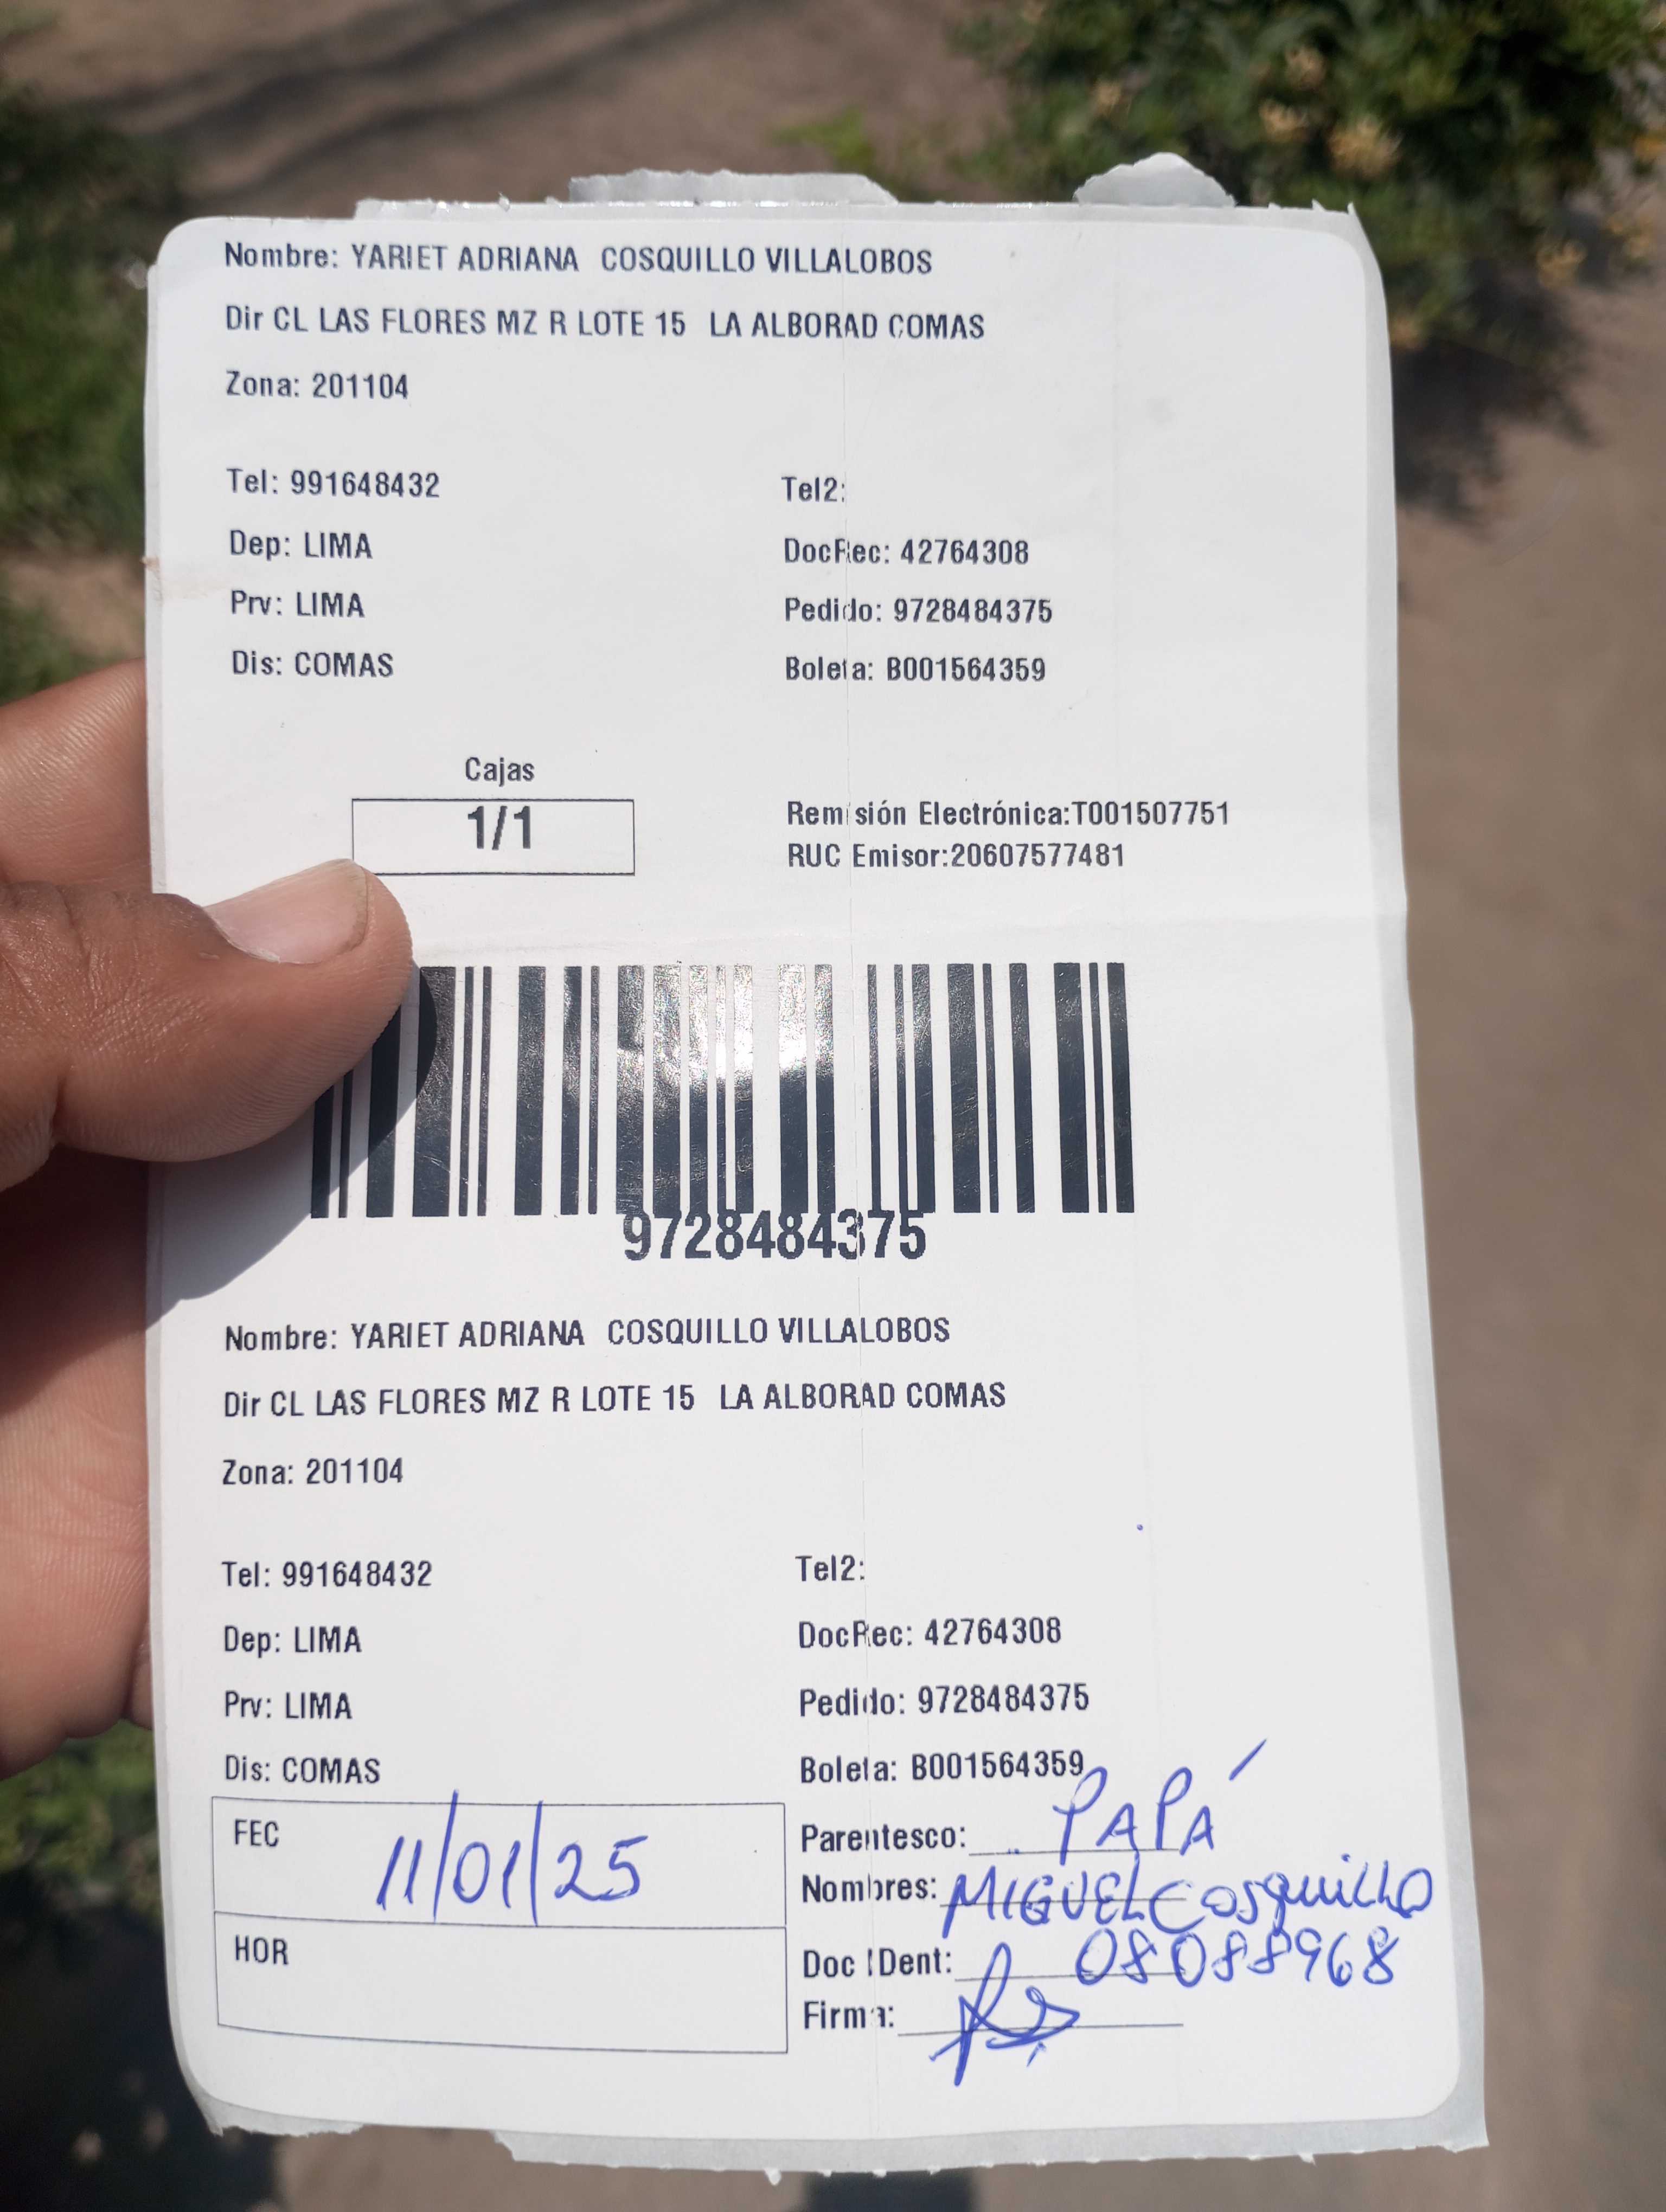 Nombre: YARIET ADRIANA COSQUILLO VILLALOBOS
Dir CL LAS FLORES MZ R LOTE 15 LA ALBORAD COMAS
Zona: 201104
Tel: 991648432 Tel2:
Dep: LIMA DocRec: 42764308
Prv: LIMA Pedido: 9728484375
Dis: COMAS Boleta: B001564359
Cajas
1/1
Remisión Electrónica:T001507751
RUC Emisor:20607577481
9728484375
Nombre: YARIET ADRIANA COSQUILLO VILLALOBOS
Dir CL LAS FLORES MZ R LOTE 15 LA ALBORAD COMAS
Zona: 201104
Tel: 991648432 Tel2:
Dep: LIMA DocRec: 42764308
Prv: LIMA Pedido: 9728484375
Dis: COMAS Boleta: B001564359
FEC 11/01/25
Parentesco: PAPÁ
Nombres: MIGUEL Cosquillo
HOR
Doc IDent: 08088968
Firma: